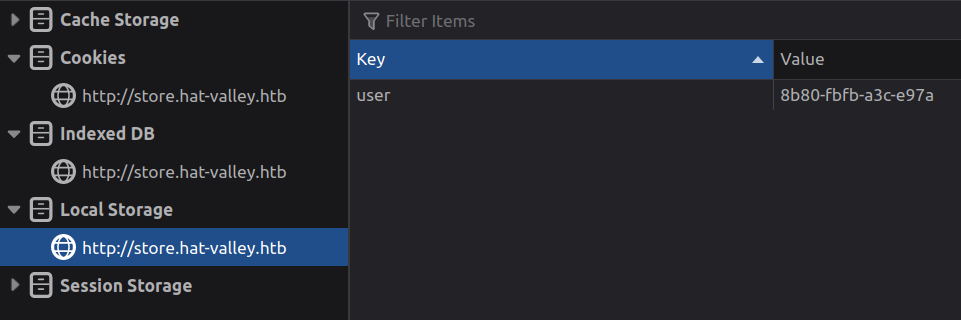 Cache Storage
Cookies
http://store.hat-valley.htb
Indexed DB
http://store.hat-valley.htb
Local Storage
http://store.hat-valley.htb
Session Storage
Filter Items
Key Value
user 8b80-fbfb-a3c-e97a